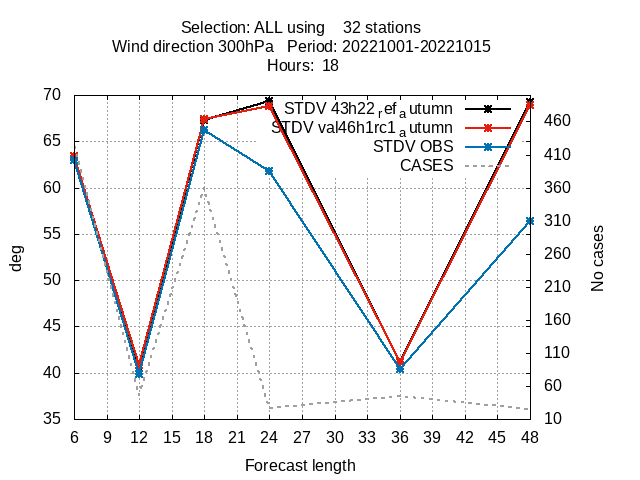 Selection: ALL using    32 stations
Wind direction 300hPa   Period: 20221001-20221015
Hours:  18
STDV 43h22ref_autumn
STDV val46h1rc1_autumn
STDV OBS
CASES
70
65
60
55
50
45
40
35
460
410
360
310
260
210
160
110
60
10
deg
No cases
6 9 12 15 18 21 24 27 30 33 36 39 42 45 48
Forecast length